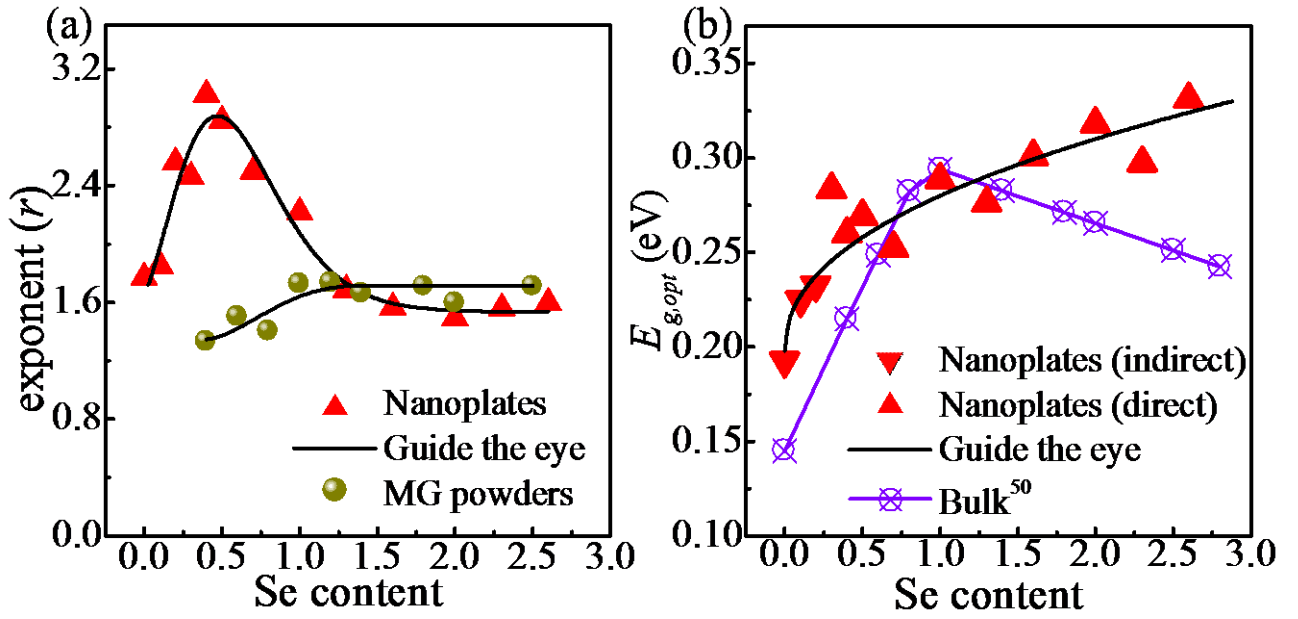 (a)
3.2
2.4
1.6
0.8
0.0
exponent (r)
Nanoplates
Guide the eye
MG powders
0.0 0.5 1.0 1.5 2.0 2.5 3.0
Se content
(b)
0.35
0.30
0.25
0.20
0.15
0.10
E g,opt (eV)
Nanoplates (indirect)
Nanoplates (direct)
Guide the eye
Bulk⁵⁰
0.0 0.5 1.0 1.5 2.0 2.5 3.0
Se content